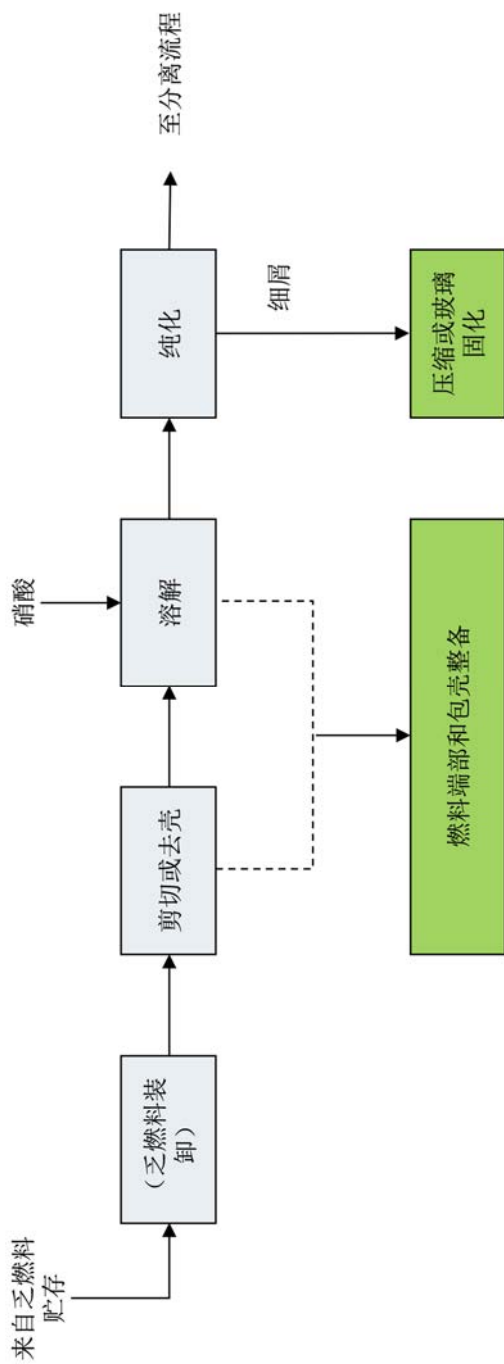 来自乏燃料
贮存
（乏燃料装
卸）
剪切或去壳
溶解
硝酸
纯化
至分离流程
细屑
燃料端部和包壳整备
压缩或玻璃
固化